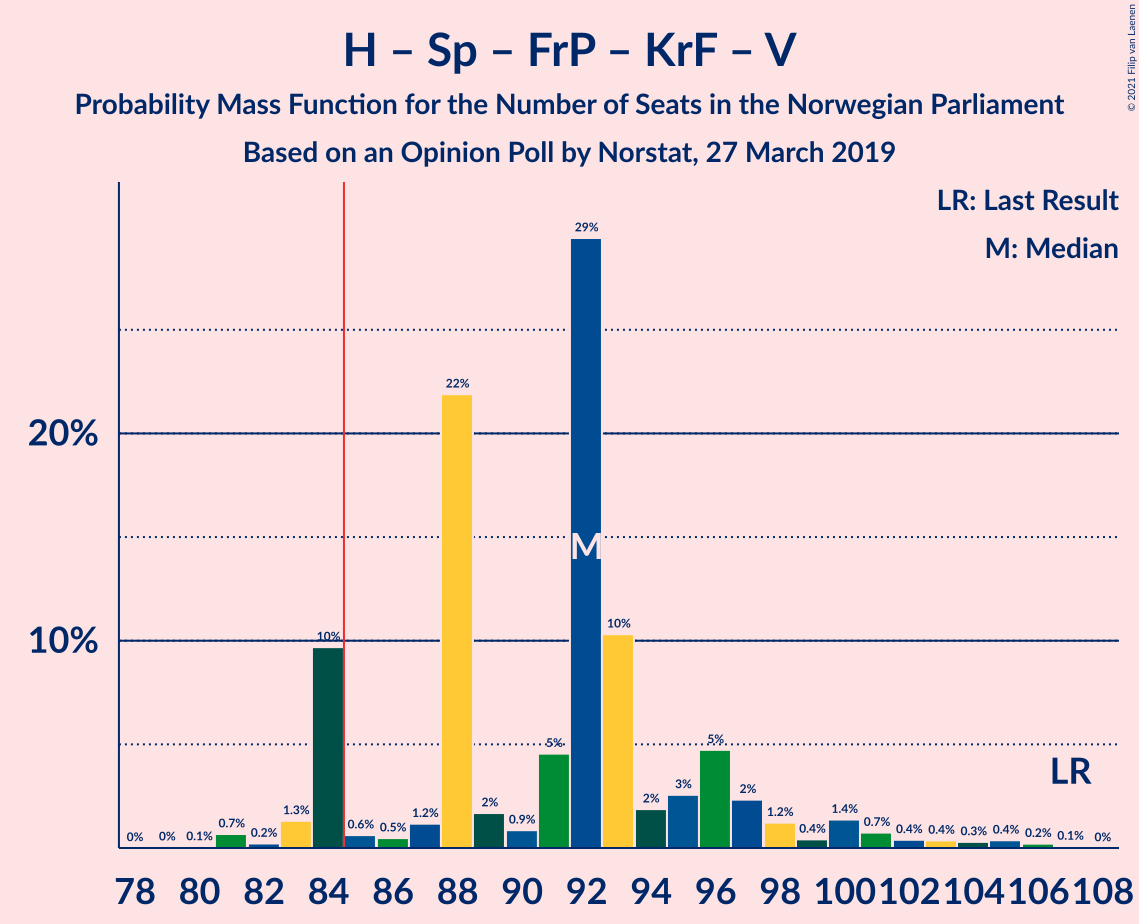 H – Sp – FrP – KrF – V
Probability Mass Function for the Number of Seats in the Norwegian Parliament
Based on an Opinion Poll by Norstat, 27 March 2019
© 2021 Filip van Laenen
LR: Last Result
M: Median
20%
10%
0% 0% 0.1% 0.7% 0.2% 1.3% 10% 0.6% 0.5% 1.2% 22% 2% 0.9% 5% 29% 10% 2% 3% 5% 2% 1.2% 0.4% 1.4% 0.7% 0.4% 0.4% 0.3% 0.4% 0.2% 0.1% 0%
M
LR
78 80 82 84 86 88 90 92 94 96 98 100 102 104 106 108